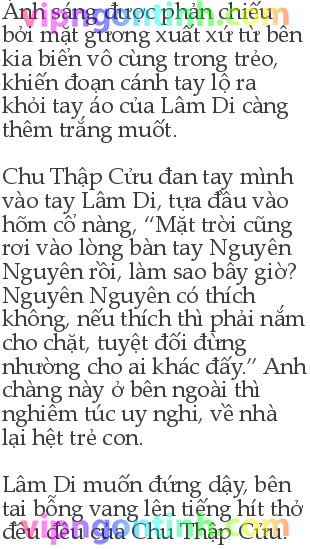 Ánh sáng được phản chiếu
bởi mặt gương xuất xứ từ bên
kia biển vô cùng trong trẻo,
khiến đoạn cánh tay lộ ra
khỏi tay áo của Lâm Di càng
thêm trắng muốt.

Chu Thập Cửu đan tay mình
vào tay Lâm Di, tựa đầu vào
hõm cổ nàng, “Mặt trời cũng
rơi vào lòng bàn tay Nguyên
Nguyên rồi, làm sao bây giờ?
Nguyên Nguyên có thích
không, nếu thích thì phải nắm
cho chặt, tuyệt đối đừng
nhường cho ai khác đấy.” Anh
chàng này ở bên ngoài thì
nghiêm túc uy nghi, về nhà
lại hệt trẻ con.

Lâm Di muốn đứng dậy, bên
tai bỗng vang lên tiếng hít thở
đều đều của Chu Thập Cửu.
vipngontinh.com
vipngontinh.com